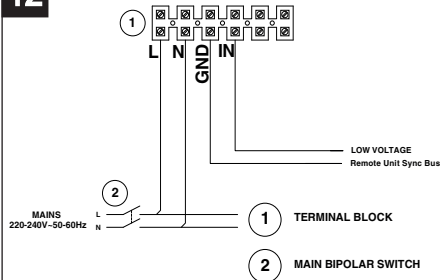 12
1
L N GND IN
LOW VOLTAGE
Remote Unit Sync Bus
2
MAINS
220-240V~50-60Hz
L
N
1 TERMINAL BLOCK
2 MAIN BIPOLAR SWITCH